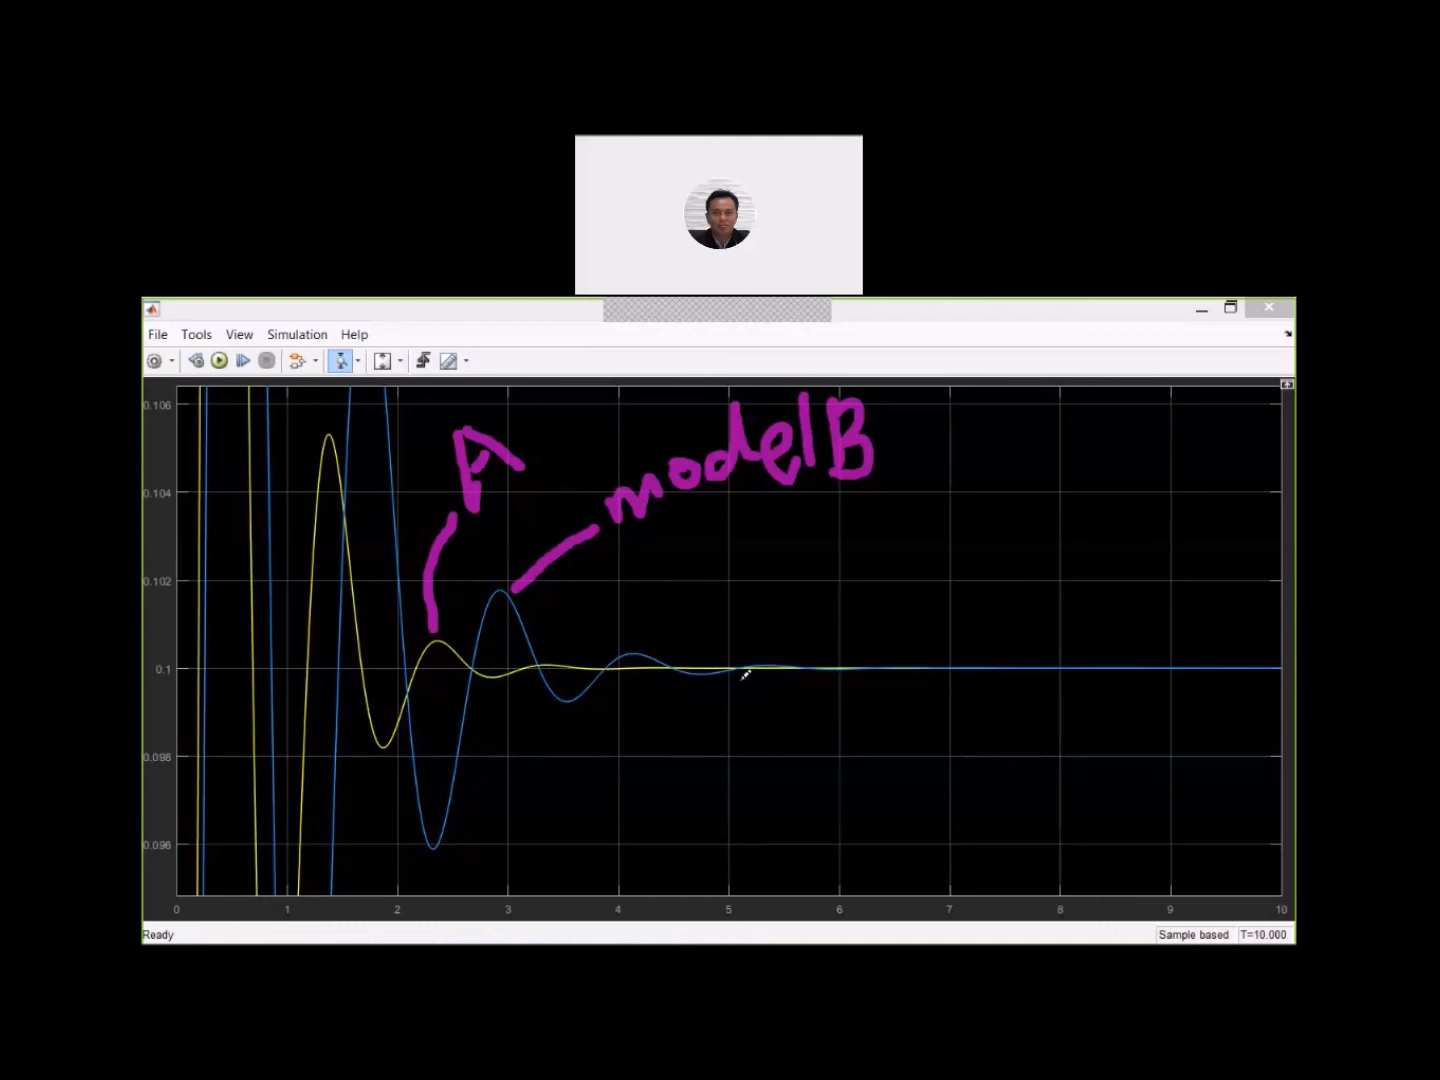 File Tools View Simulation Help
0.106
A
model B
0.104
0.102
0.1
0.098
0.096
0 1 2 3 4 5 6 7 8 9 10
Ready Sample based T=10.000